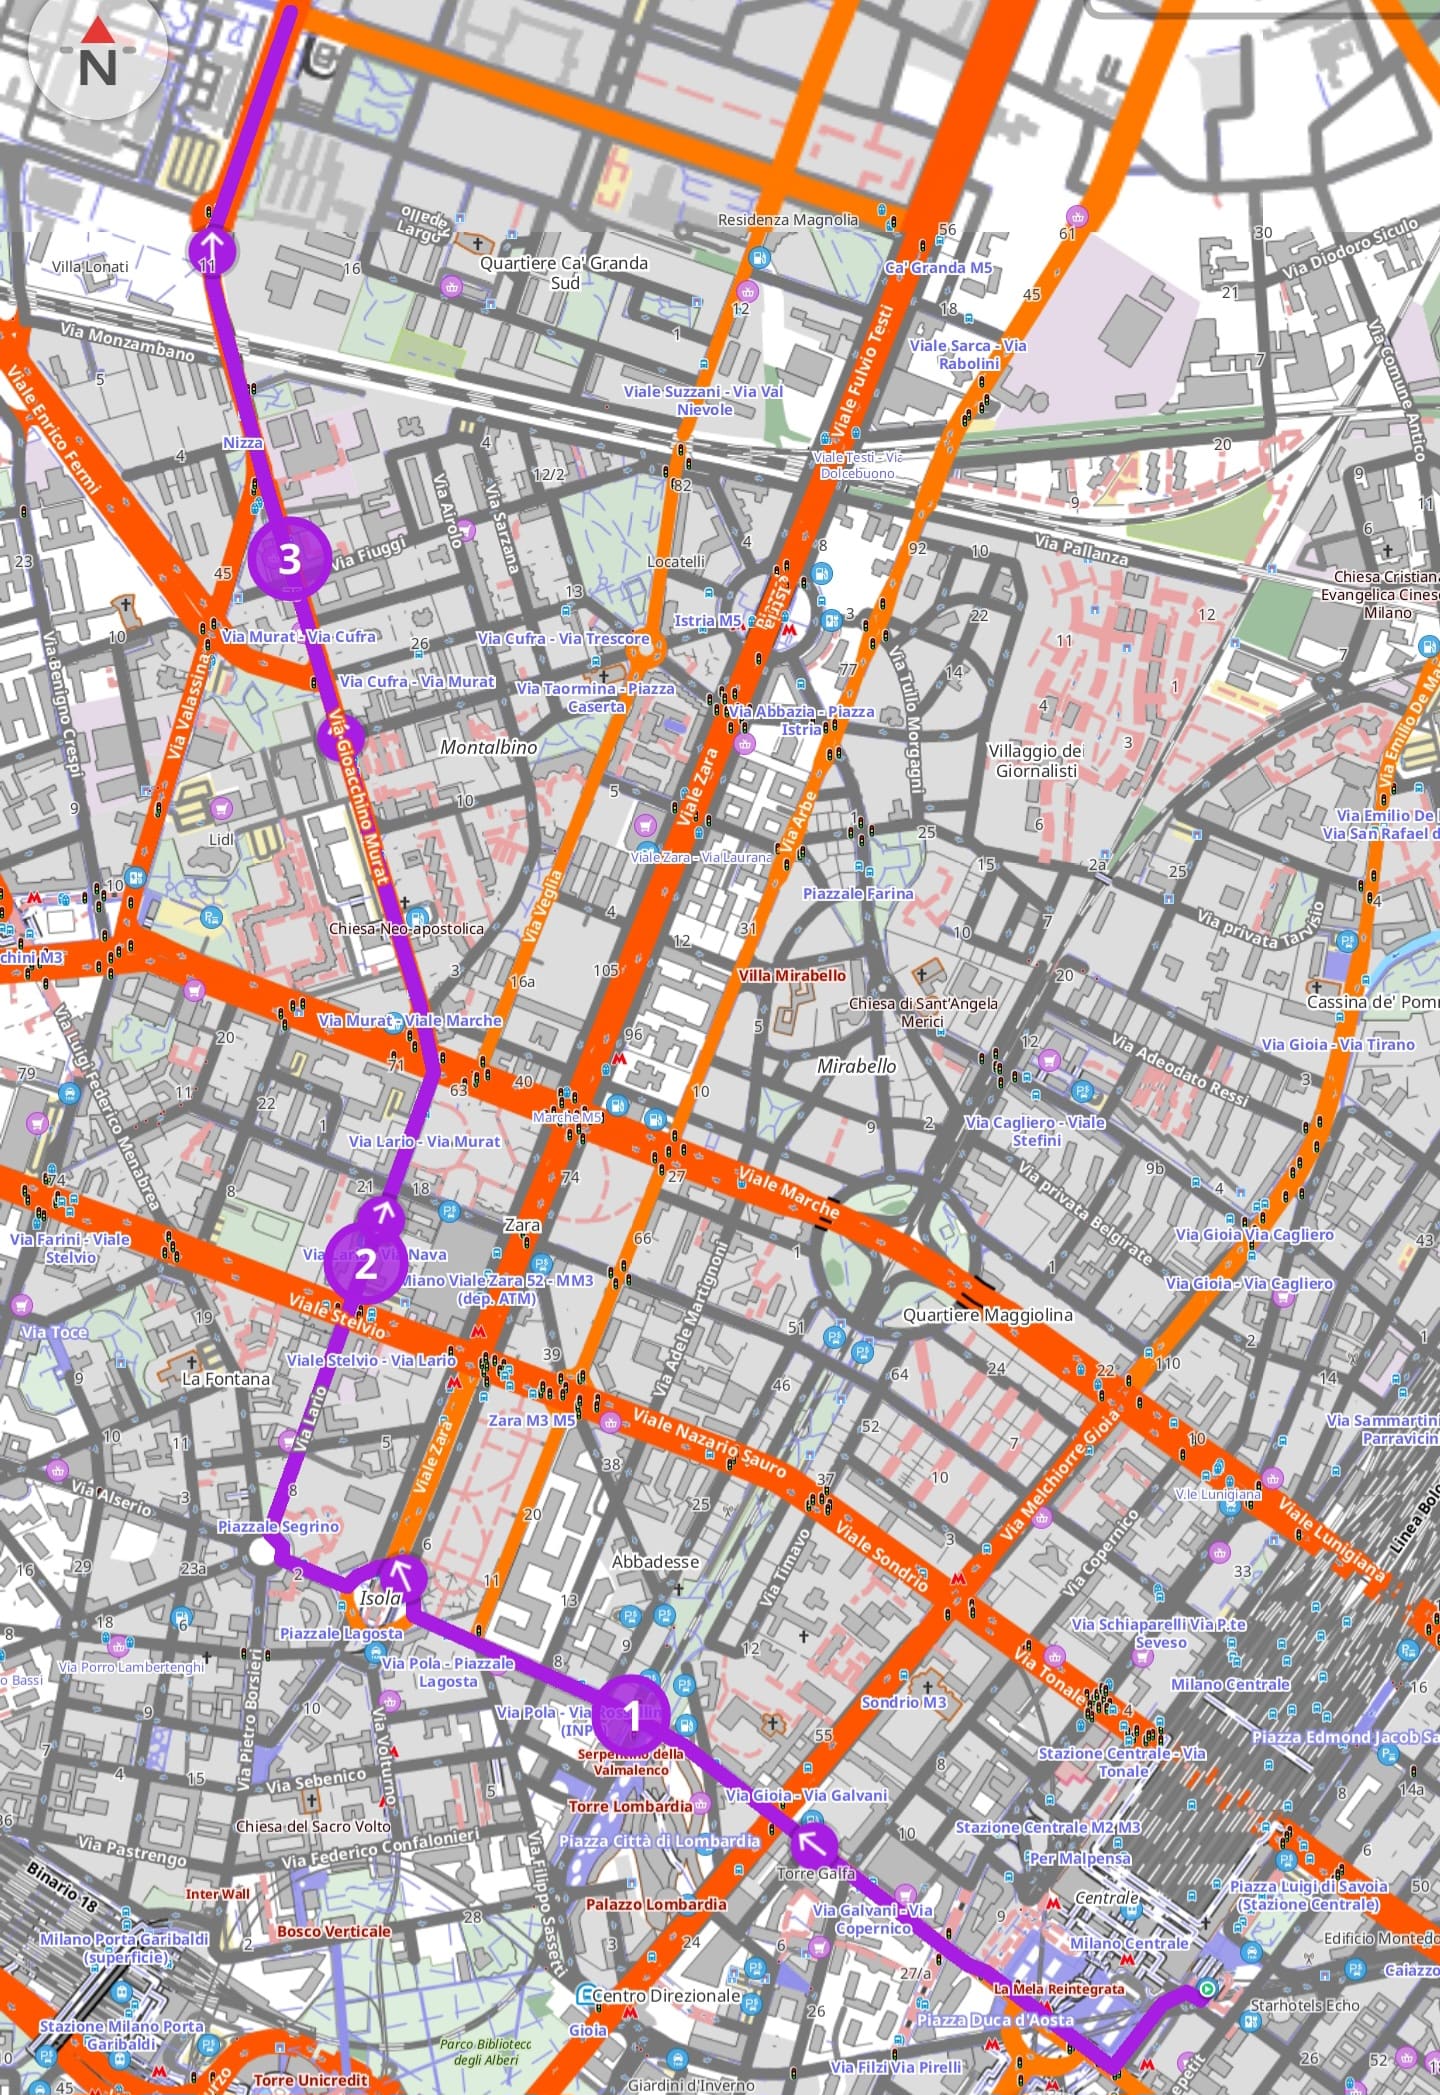 N
Residenza Magnolia
56
61
30
Largo
Villa Lonati
11
16
Quartiere Ca' Granda
Sud
Ca' Granda M5
Via Diodoro Siculo
12
18
45
21
1
Via Monzambano
Viale Sarca - Via
Rabolini
Viale Fulvio Testi
7
Via Comune Antico
5
Viale Enrico Fermi
Viale Suzzani - Via Val
Nievole
Nizza
4
4
12/2
Via Airolo
Via Sarzana
82
Viale Testi - Via
Dolcebuono
20
9
9
6
23
3
Via Fiuggi
45
Locatelli
4
8
92
10
Via Pallanza
Chiesa Cristiana
Evangelica Cinese
Milano
13
Istria M5
3
22
12
11
10
Via Murat - Via Cufra
26
Via Cufra - Via Trescore
Via Benigno Crespi
Via Valassina
Via Cufra - Via Murat
Via Taormina - Piazza
Caserta
77
14
Via Tullo Morgagni
7
1
4
Via Abbazia - Piazza
Istria
Via Gioacchino Murat
Montalbino
Villaggio dei
Giornalisti
3
Viale Zara
Via Arbe
9
10
5
6
Lidl
1
25
Via Emilio De
Via San Rafael d
Viale Zara - Via Laurana
15
2a
25
10
Piazzale Farina
Via Veglia
4
4
7
Via privata Tarvisio
Chiesa Neo-apostolica
31
12
10
chini M3
3
16a
105
Villa Mirabello
20
Chiesa di Sant'Angela
Merici
Cassina de' Pom
Via Luigi Federico Menabrea
Via Murat - Viale Marche
20
96
5
12
Via Gioia - Via Tirano
71
63
40
Mirabello
Via Adeodato Ressi
79
11
22
10
3
1
Marche M5
9
2
Via Cagliero - Viale
Stefini
Via Lario - Via Murat
74
8
21
18
74
27
Viale Marche
Via privata Belgirate
9b
4
Via Farini - Viale
Stelvio
Zara
66
1
Via Gioia Via Cagliero
43
2
Milano Viale Zara 52 - MM3
(dep. ATM)
1
Via Gioia - Via Cagliero
Viale Stelvio
19
Via Toce
Via Adele Martignoni
51
Quartiere Maggiolina
2
1
Viale Stelvio - Via Lario
39
64
24
22
110
9
La Fontana
46
14
Via Lario
Zara M3 M5
Viale Nazario Sauro
52
Via Melchiorre Gioia
Via Sammartini
Parravicin
10
11
5
Viale Zara
38
37
7
10
10
Via Alserio
3
8
20
25
V.le Lunigiana
Viale Lunigiana
Piazzale Segrino
3
Viale Sondrio
Via Copernico
16
29
23a
2
6
Abbadesse
Via Timavo
33
Isola
11
13
18
6
8
Piazzale Lagosta
9
12
Via Schiaparelli Via P.te
Seveso
Via Porro Lambertenghi
o Bassi
Via Pola - Piazzale
Lagosta
8
Via Tonale
Milano Centrale
16
Sondrio M3
4
Via Pietro Borsieri
10
Via Volturno
1
55
Piazza Edmond Jacob Sa
7
Serpentino della
Valmalenco
Stazione Centrale - Via
Tonale
4
15
Via Sebenico
5
8
8
14a
Torre Lombardia
Via Gioia - Via Galvani
Chiesa del Sacro Volto
10
Stazione Centrale M2 M3
Via Pastrengo
Via Federico Confalonieri
Piazza Città di Lombardia
Per Malpensa
6
Binario 18
Via Filippo Sassetti
Torre Galfa
Inter Wall
Centrale
Piazza Luigi di Savoia
(Stazione Centrale)
50
Palazzo Lombardia
Via Galvani - Via
Copernico
9
Bosco Verticale
28
Milano Porta Garibaldi
(superficie)
2
3
24
6
Milano Centrale
Edificio Montedo
27/a
Caiazzo
La Mela Reintegrata
Centro Direzionale
26
Starhotels Echo
Stazione Milano Porta
Garibaldi
Gioia
Piazza Duca d'Aosta
Parco Biblioteca
degli Alberi
26
52
Via Filzi Via Pirelli
Torre Unicredit
Giardini d'Inverno
45